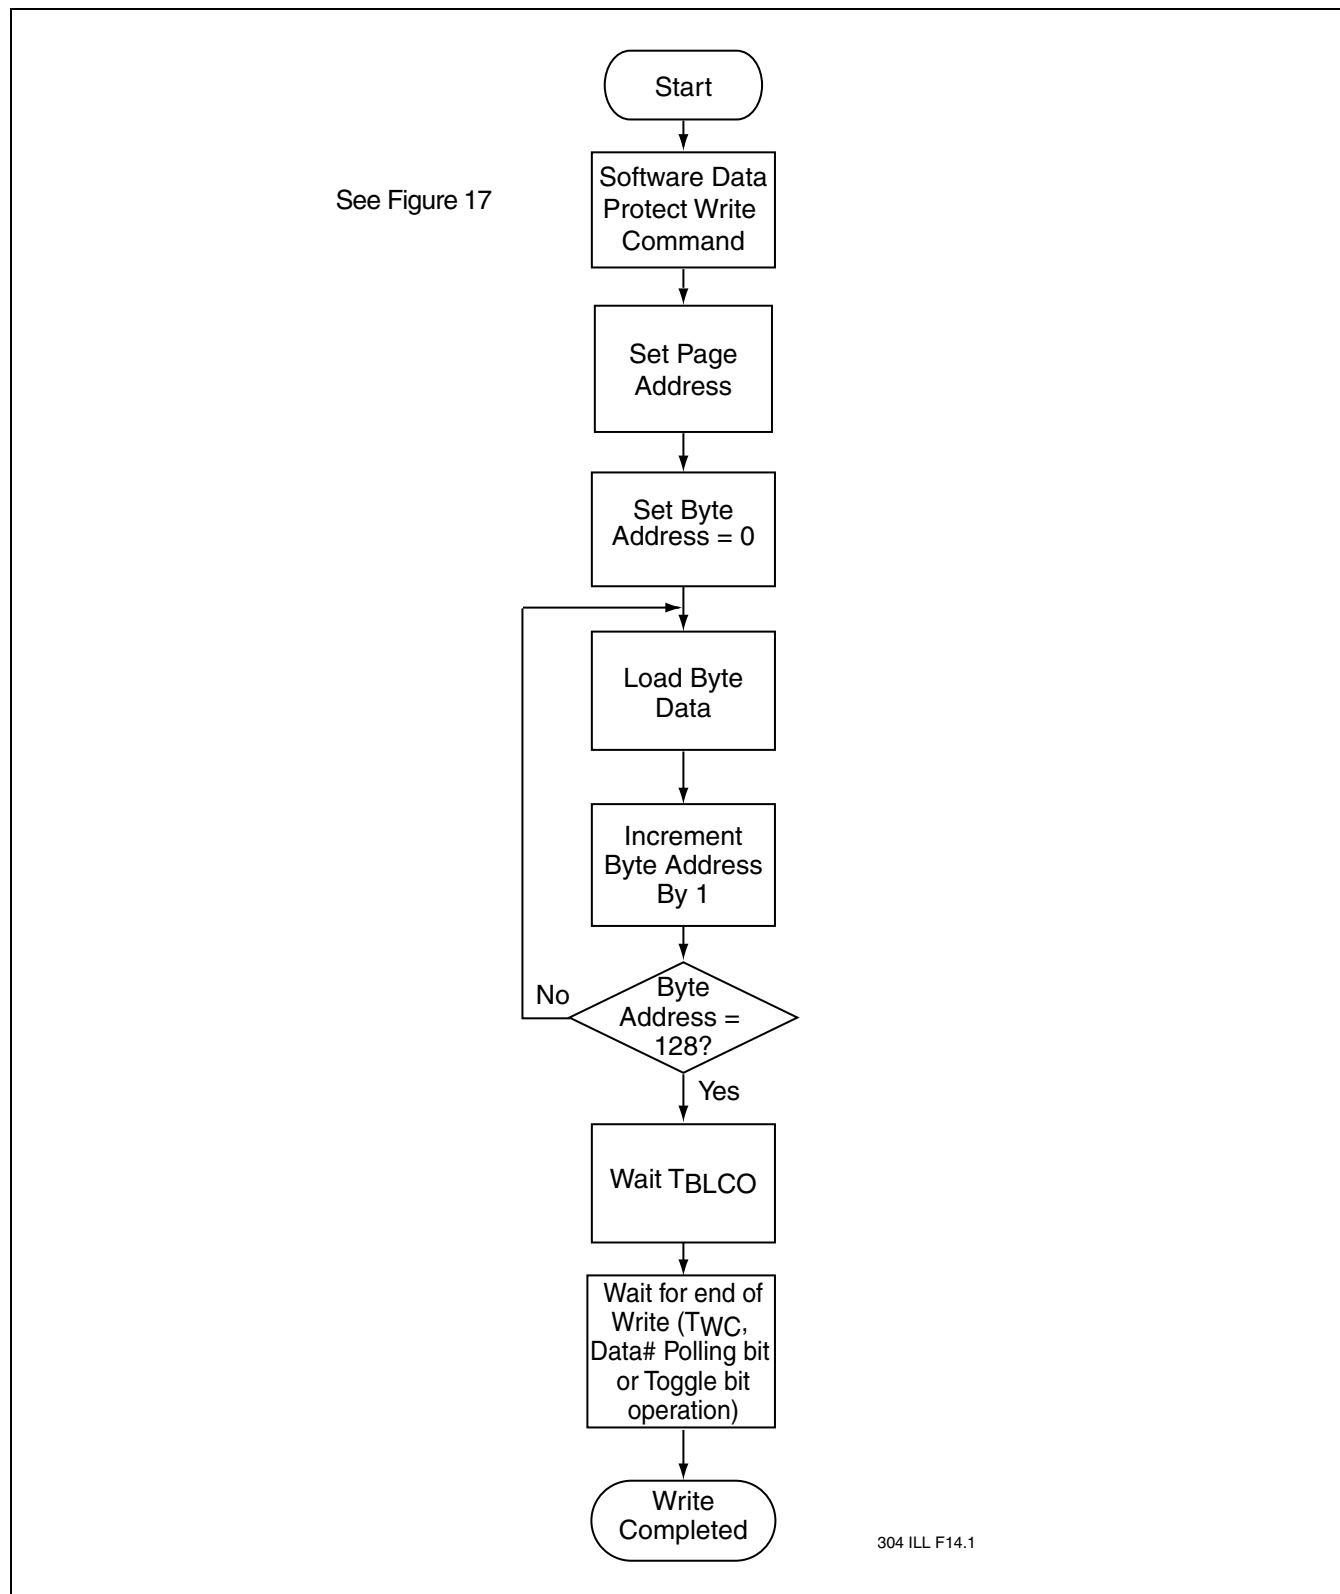 Start
See Figure 17
Software Data
Protect Write
Command
Set Page
Address
Set Byte
Address = 0
Load Byte
Data
Increment
Byte Address
By 1
No
Byte
Address =
128?
Yes
Wait TBLCO
Wait for end of
Write (TWC,
Data# Polling bit
or Toggle bit
operation)
Write
Completed
304 ILL F14.1